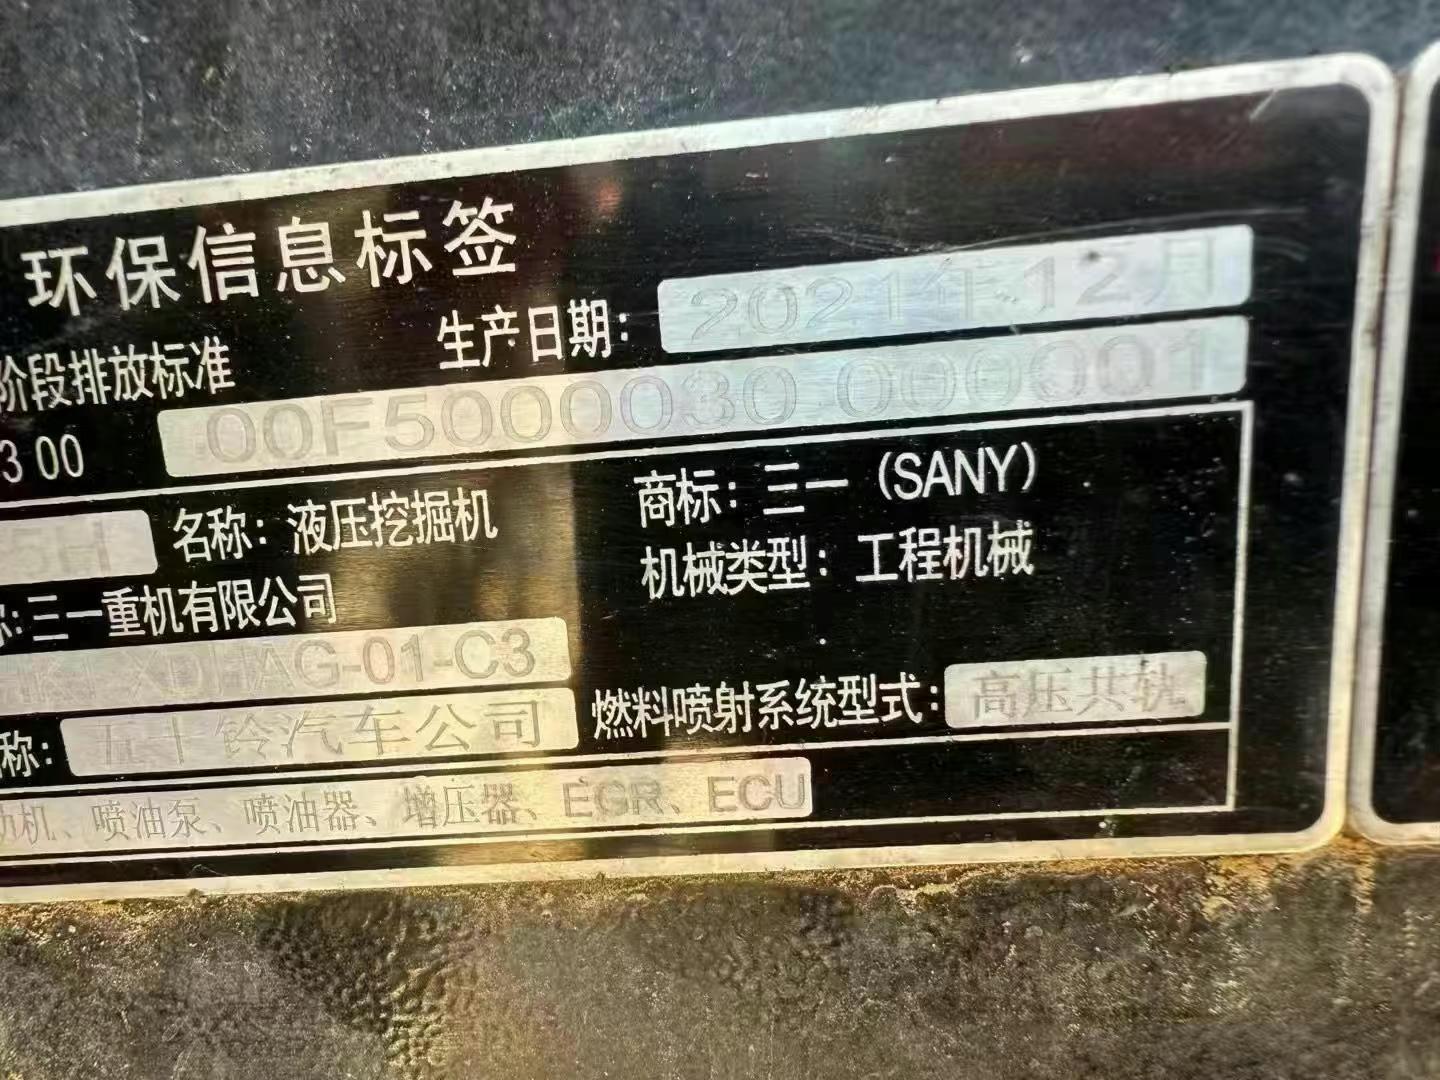 环保信息标签
阶段排放标准 生产日期：2021年12月
3 00 00F5000030 000001
5H 名称：液压挖掘机 商标：三一（SANY）
称：三一重机有限公司 机械类型：工程机械
XDHAG-01-C3
称：五十铃汽车公司 燃料喷射系统型式：高压共轨
动机、喷油泵、喷油器、增压器、EGR、ECU